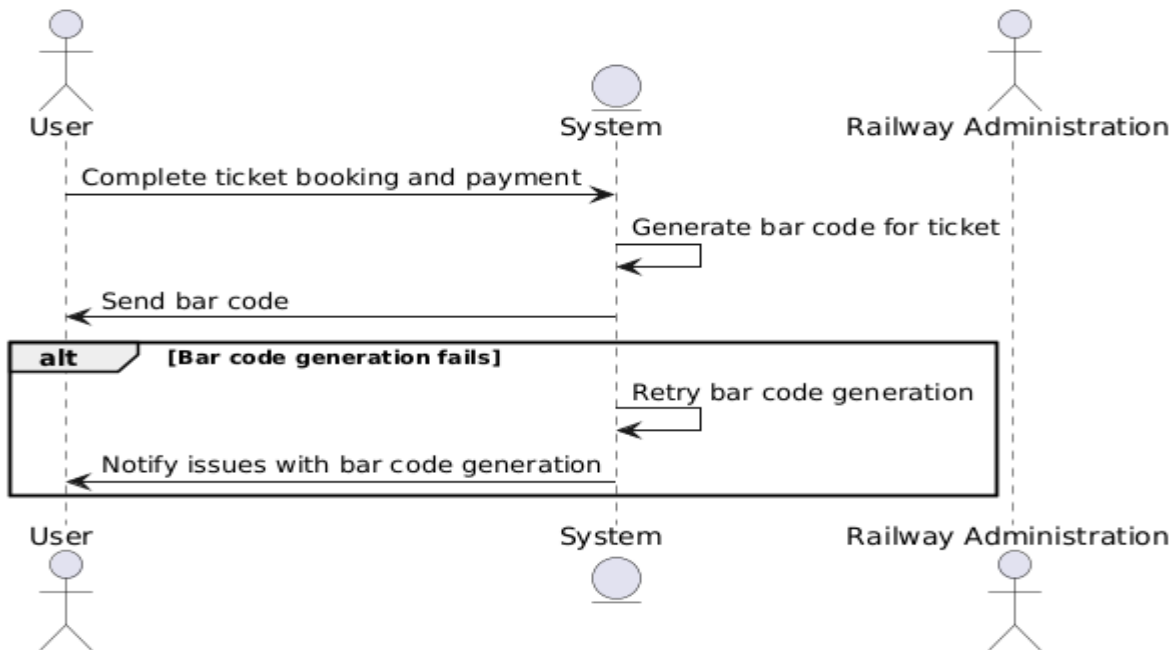 User
System
Railway Administration
Complete ticket booking and payment
Generate bar code for ticket
Send bar code
alt
[Bar code generation fails]
Retry bar code generation
Notify issues with bar code generation
User
System
Railway Administration